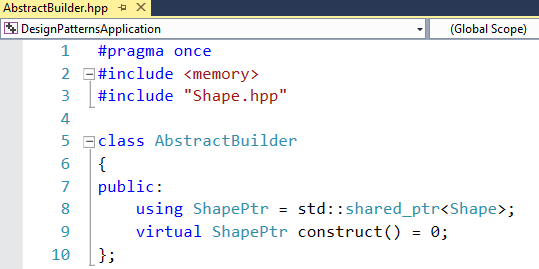 AbstractBuilder.hpp
DesignPatternsApplication (Global Scope)
1 #pragma once
2 #include <memory>
3 #include "Shape.hpp"
4
5 class AbstractBuilder
6 {
7 public:
8 using ShapePtr = std::shared_ptr<Shape>;
9 virtual ShapePtr construct() = 0;
10 };